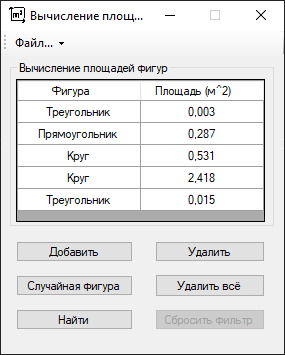 m² Вычисление площ...
Файл...
Вычисление площадей фигур
Фигура Площадь (м^2)
Треугольник 0,003
Прямоугольник 0,287
Круг 0,531
Круг 2,418
Треугольник 0,015
Добавить Удалить
Случайная фигура Удалить всё
Найти Сбросить фильтр